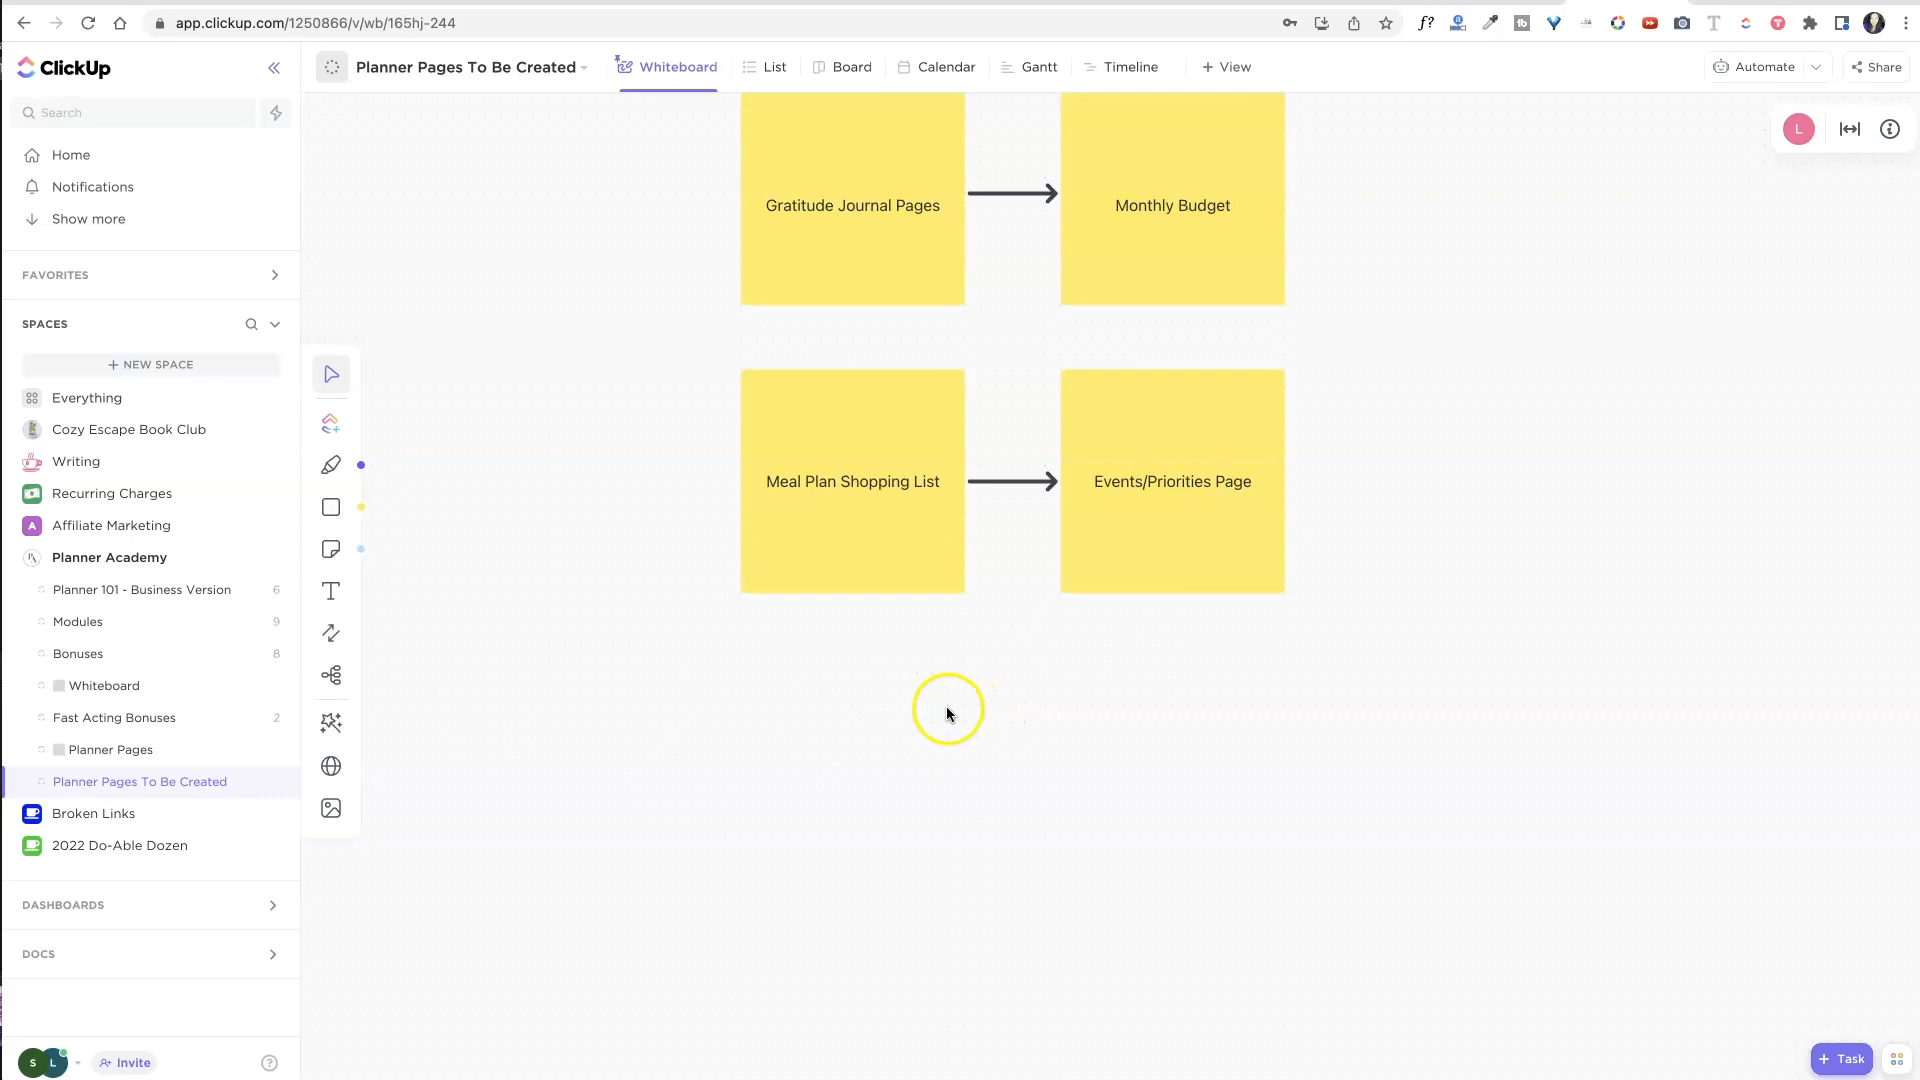 app.clickup.com/1250866/v/wb/165hj-244
f?
ClickUp
Planner Pages To Be Created
Whiteboard
List
Board
Calendar
Gantt
Timeline
+ View
Automate
Share
Search
L
Home
Notifications
Show more
FAVORITES
SPACES
+ NEW SPACE
Everything
Cozy Escape Book Club
Writing
Recurring Charges
A Affiliate Marketing
Planner Academy
Planner 101 - Business Version 6
Modules 9
Bonuses 8
Whiteboard
Fast Acting Bonuses 2
Planner Pages
Planner Pages To Be Created
Broken Links
2022 Do-Able Dozen
DASHBOARDS
DOCS
S L
Invite
?
Gratitude Journal Pages
Monthly Budget
Meal Plan Shopping List
Events/Priorities Page
T
+ Task